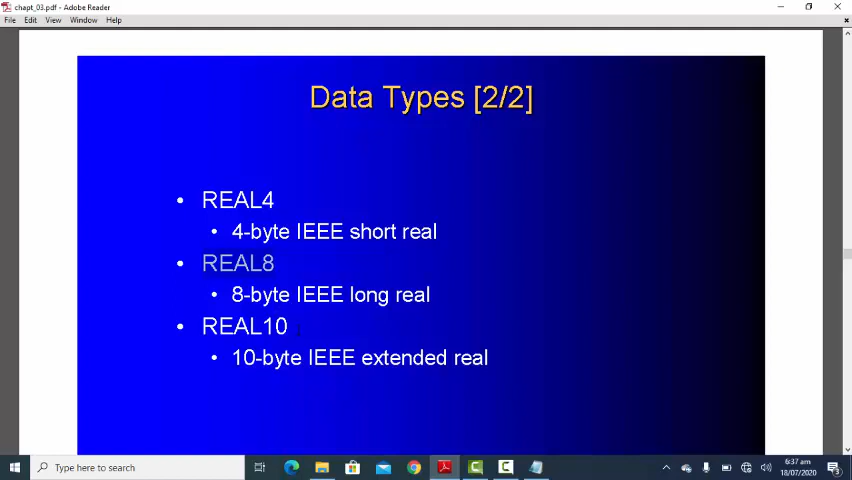 chapt_03.pdf - Adobe Reader
File Edit View Window Help
Data Types [2/2]
• REAL4
• 4-byte IEEE short real
• REAL8
• 8-byte IEEE long real
• REAL10
• 10-byte IEEE extended real
Type here to search
6:37 am
18/07/2020
3